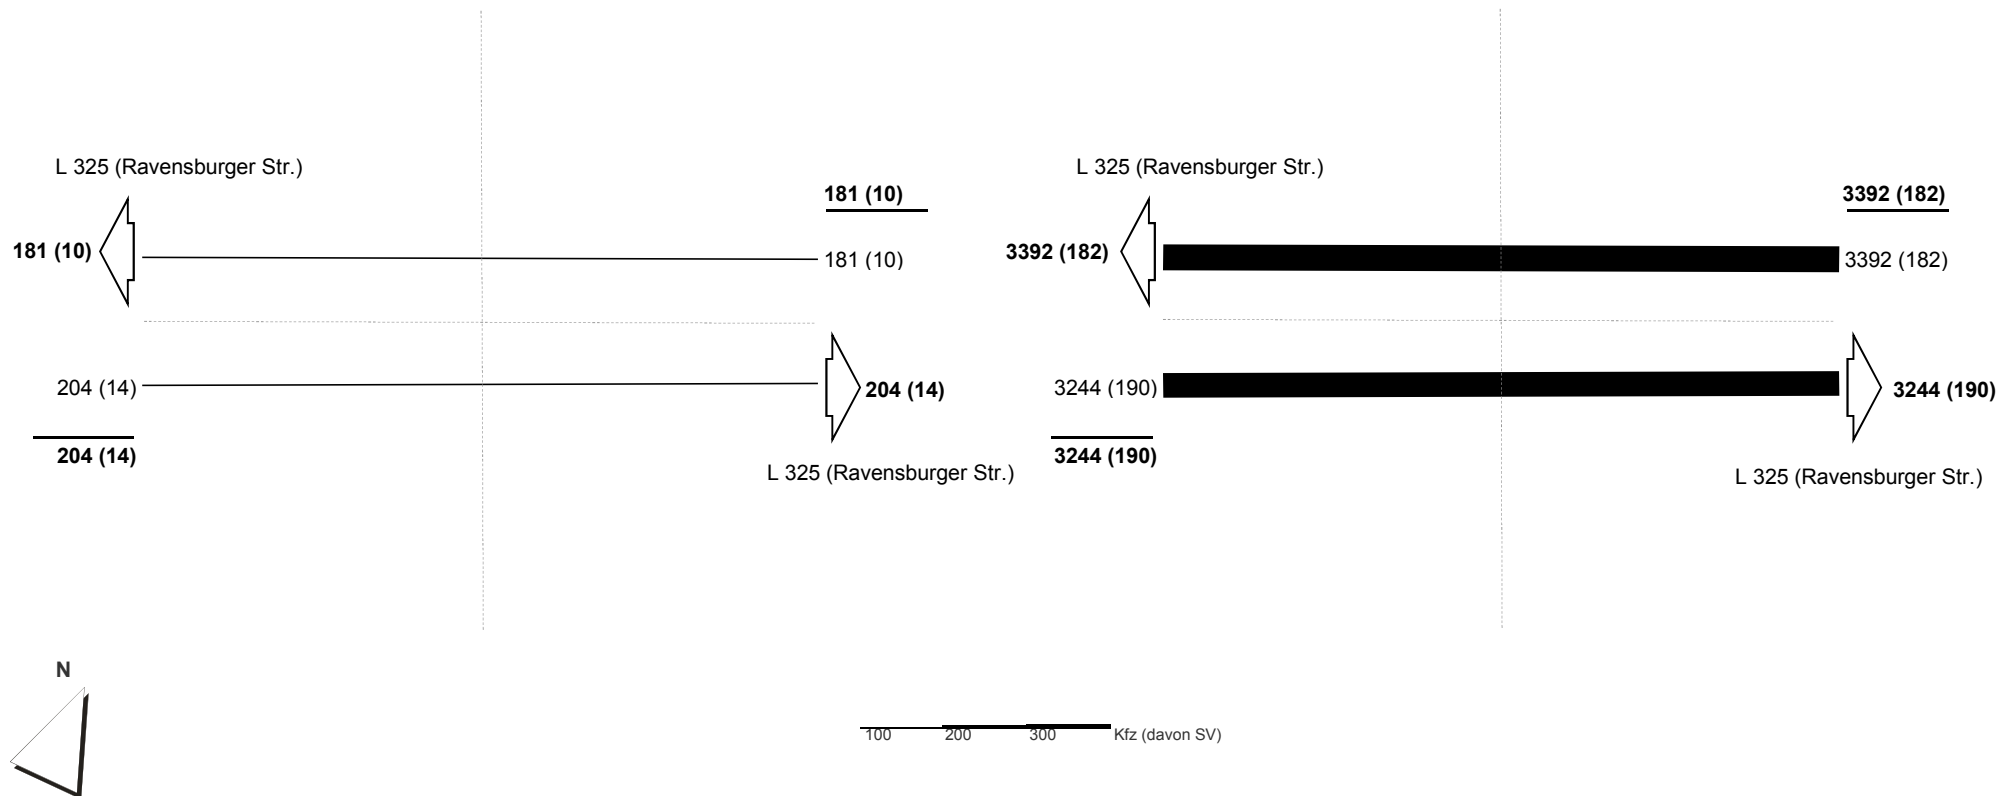 L 325 (Ravensburger Str.)
181 (10)
181 (10)
181 (10)
204 (14)
204 (14)
204 (14)
L 325 (Ravensburger Str.)
L 325 (Ravensburger Str.)
3392 (182)
3392 (182)
3392 (182)
3244 (190)
3244 (190)
3244 (190)
L 325 (Ravensburger Str.)
N
100 200 300 Kfz (davon SV)